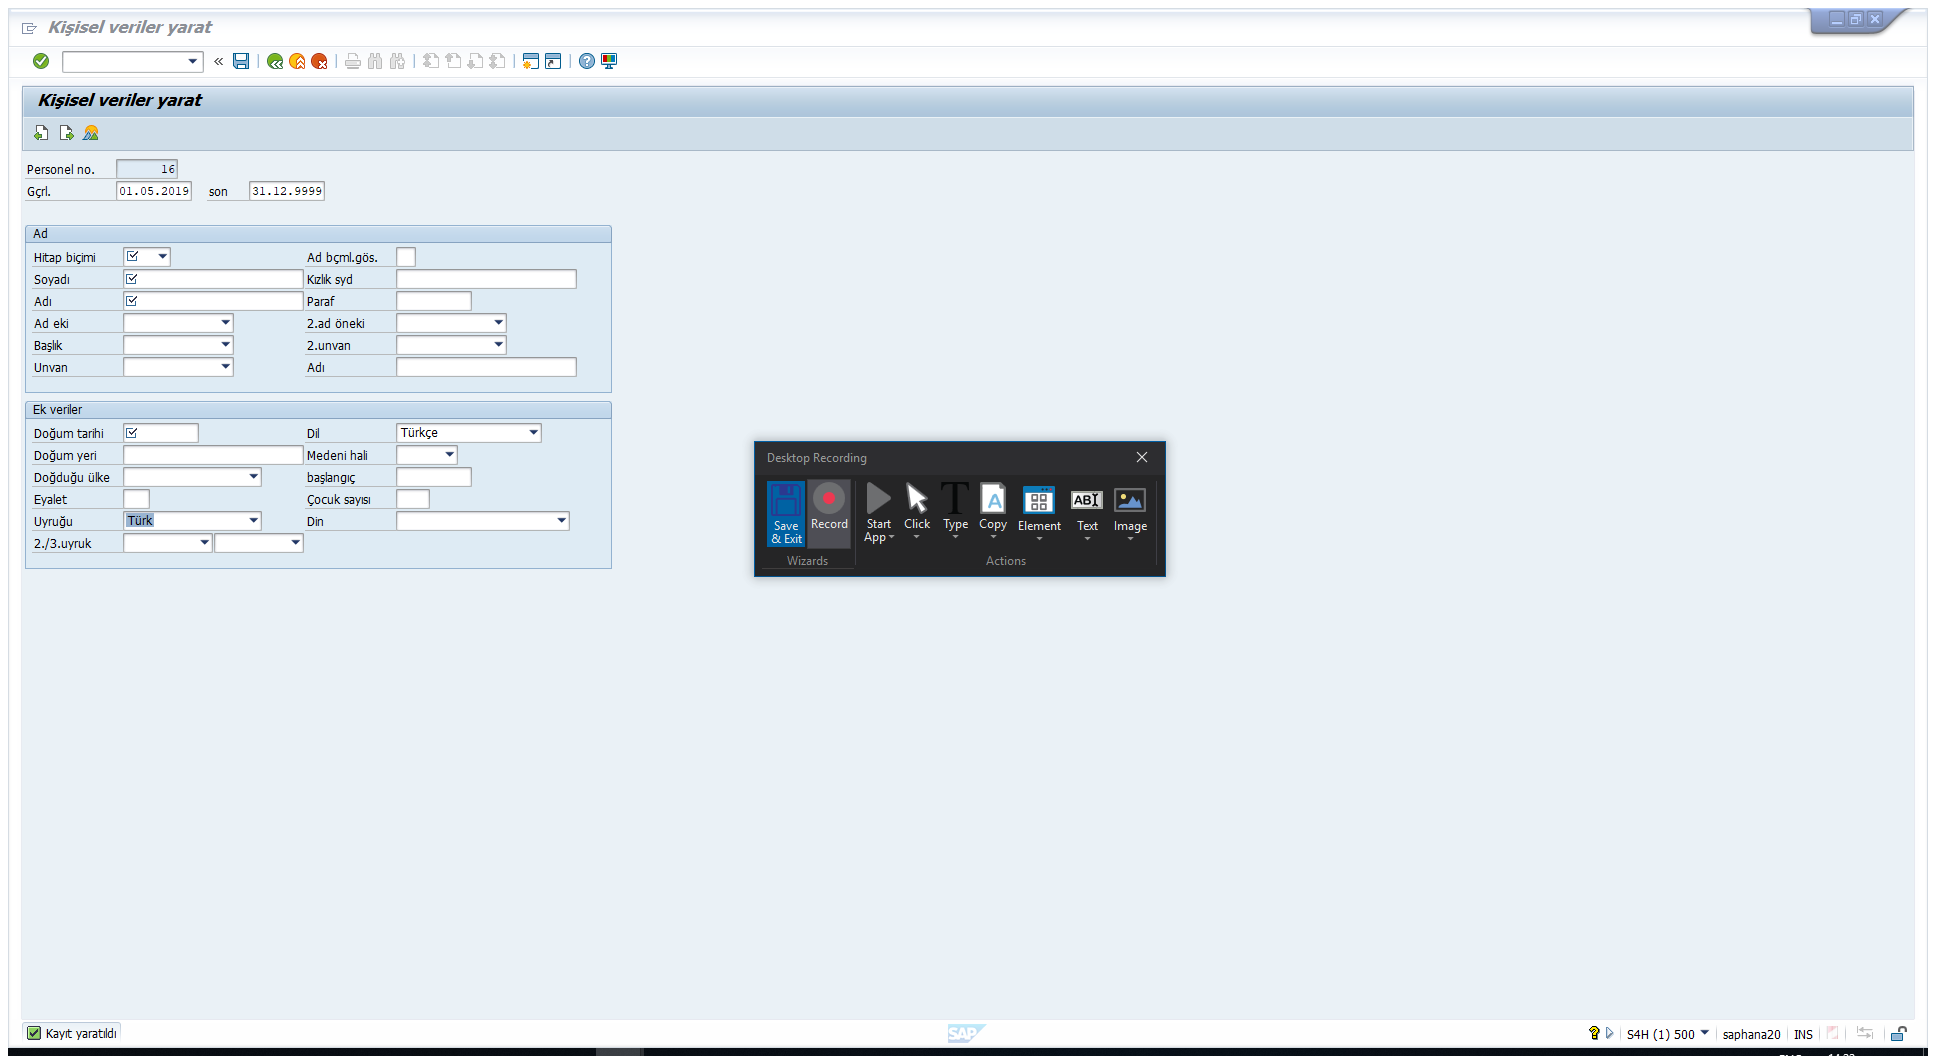 Kişisel veriler yarat
Kişisel veriler yarat
Personel no. 16
Gçrl. 01.05.2019 son 31.12.9999
Ad
Hitap biçimi Ad bçml.gös.
Soyadı Kızlık syd
Adı Paraf
Ad eki 2.ad öneki
Başlık 2.unvan
Unvan Adı
Ek veriler
Doğum tarihi Dil Türkçe
Doğum yeri Medeni hali
Doğduğu ülke başlangıç
Eyalet Çocuk sayısı
Uyruğu Türk Din
2./3.uyruk
Desktop Recording
Save & Exit
Record
Start App
Click
Type
Copy
Element
Text
Image
Wizards
Actions
Kayıt yaratıldı
SAP
S4H (1) 500 saphana20 INS